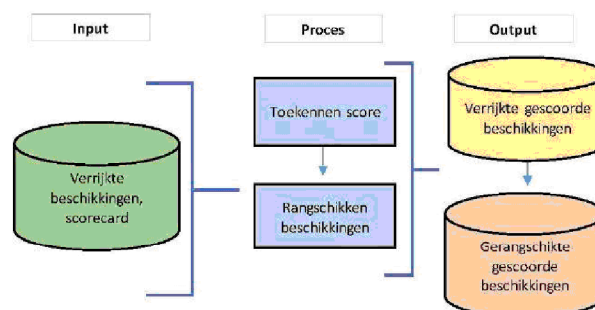 Input
Proces
Output
Verrijkte
beschikkingen,
scorecard
Toekennen score
Rangschikken
beschikkingen
Verrijkte gescoorde
beschikkingen
Gerangschikte
gescoorde
beschikkingen